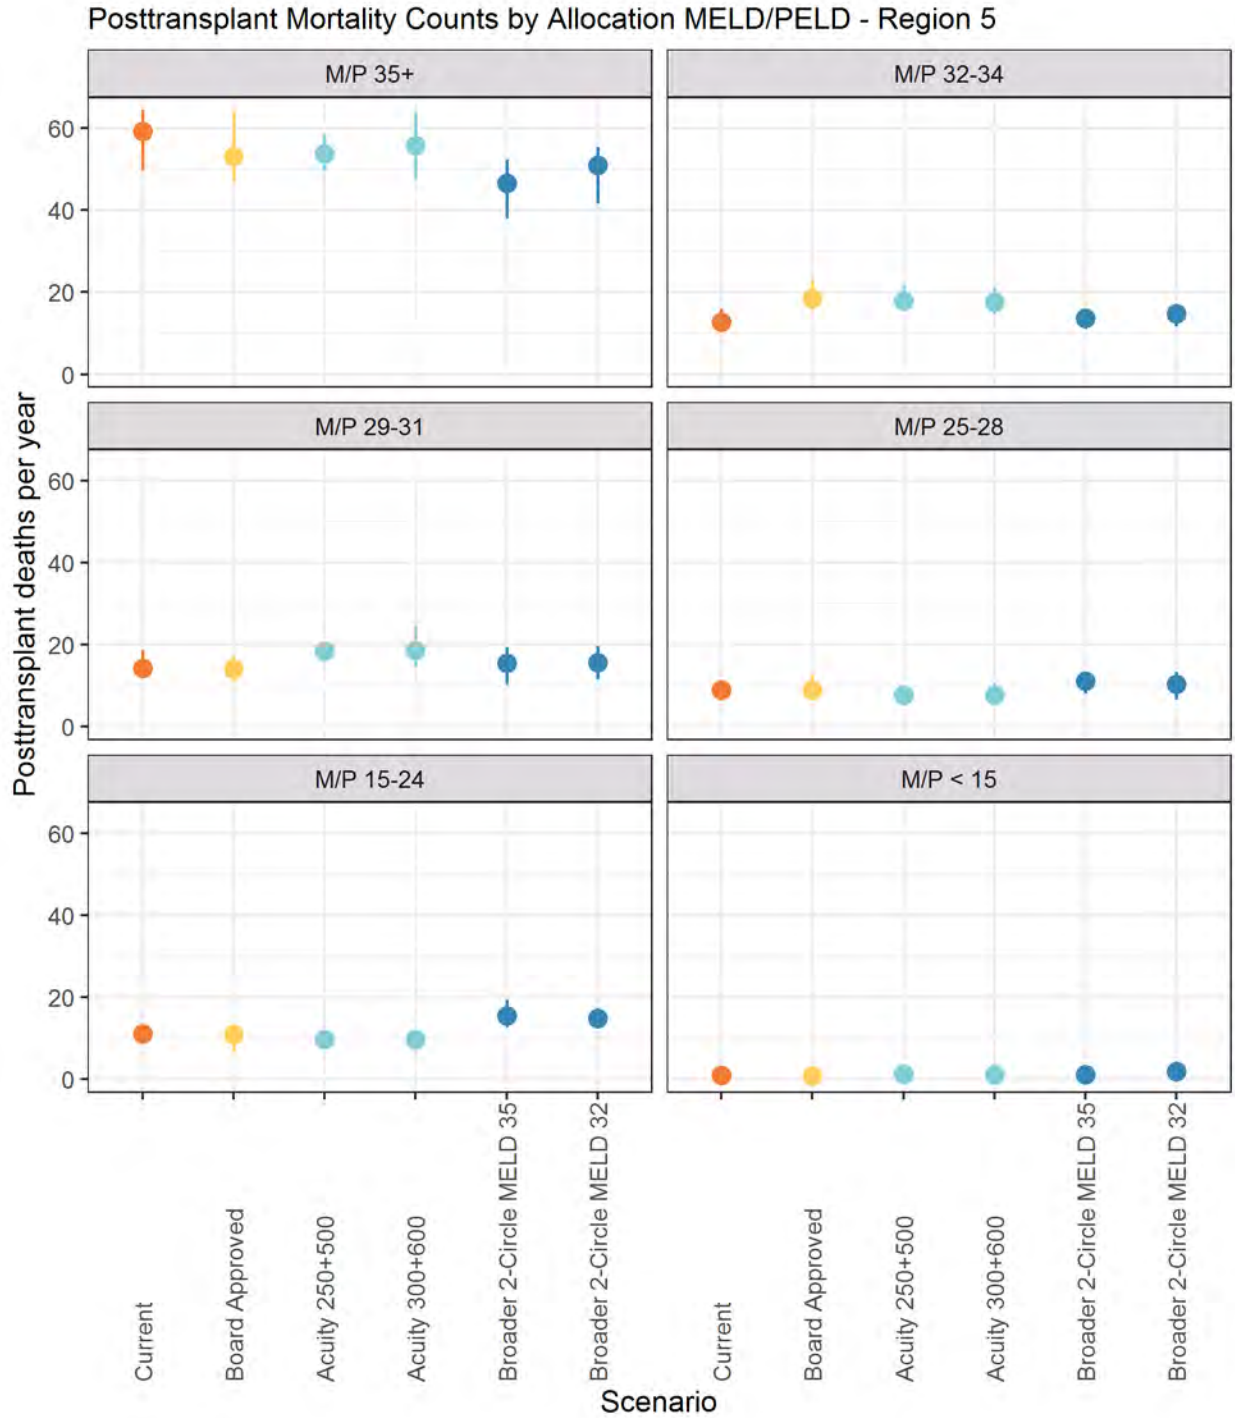 Posttransplant Mortality Counts by Allocation MELD/PELD - Region 5
M/P 35+
M/P 32-34
60
40
20
0
M/P 29-31
M/P 25-28
60
40
20
0
M/P 15-24
M/P < 15
60
40
20
0
Posttransplant deaths per year
Current
Board Approved
Acuity 250+500
Acuity 300+600
Broader 2-Circle MELD 35
Broader 2-Circle MELD 32
Current
Board Approved
Acuity 250+500
Acuity 300+600
Broader 2-Circle MELD 35
Broader 2-Circle MELD 32
Scenario